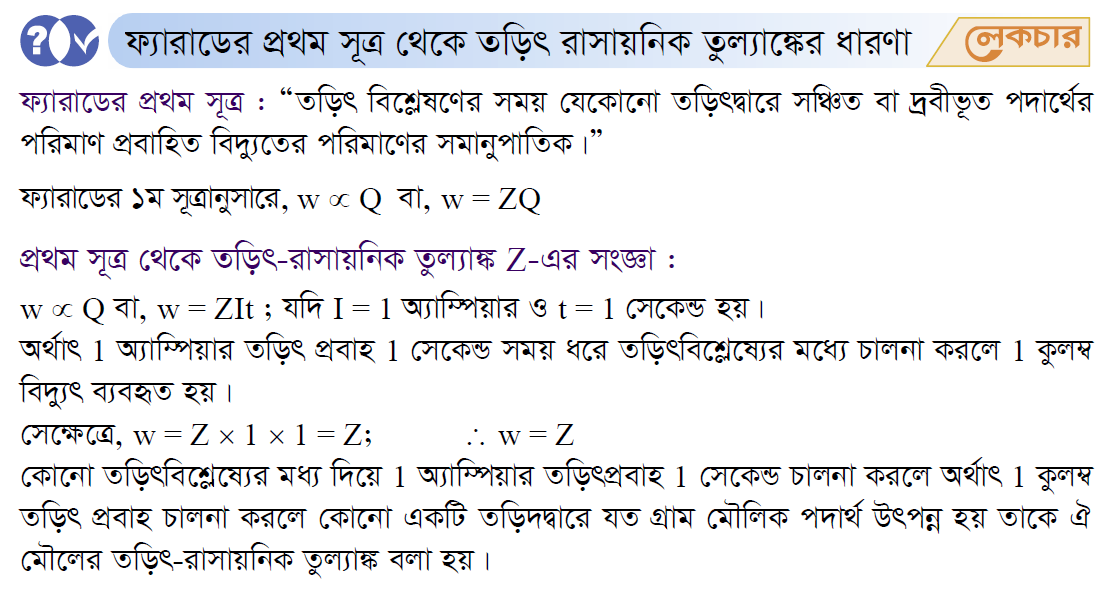 ফ্যারাডের প্রথম সূত্র থেকে তড়িৎ রাসায়নিক তুল্যাঙ্কের ধারণা
লেকচার
ফ্যারাডের প্রথম সূত্র : “তড়িৎ বিশ্লেষণের সময় যেকোনো তড়িৎদ্বারে সঞ্চিত বা দ্রবীভূত পদার্থের
পরিমাণ প্রবাহিত বিদ্যুতের পরিমাণের সমানুপাতিক।”
ফ্যারাডের ১ম সূত্রানুসারে, w ∝ Q বা, w = ZQ
প্রথম সূত্র থেকে তড়িৎ-রাসায়নিক তুল্যাঙ্ক Z-এর সংজ্ঞা :
w ∝ Q বা, w = ZIt ; যদি I = 1 অ্যাম্পিয়ার ও t = 1 সেকেন্ড হয়।
অর্থাৎ 1 অ্যাম্পিয়ার তড়িৎ প্রবাহ 1 সেকেন্ড সময় ধরে তড়িৎবিশ্লেষ্যের মধ্যে চালনা করলে 1 কুলম্ব
বিদ্যুৎ ব্যবহৃত হয়।
সেক্ষেত্রে, w = Z × 1 × 1 = Z; ∴ w = Z
কোনো তড়িৎবিশ্লেষ্যের মধ্য দিয়ে 1 অ্যাম্পিয়ার তড়িৎপ্রবাহ 1 সেকেন্ড চালনা করলে অর্থাৎ 1 কুলম্ব
তড়িৎ প্রবাহ চালনা করলে কোনো একটি তড়িদদ্বারে যত গ্রাম মৌলিক পদার্থ উৎপন্ন হয় তাকে ঐ
মৌলের তড়িৎ-রাসায়নিক তুল্যাঙ্ক বলা হয়।